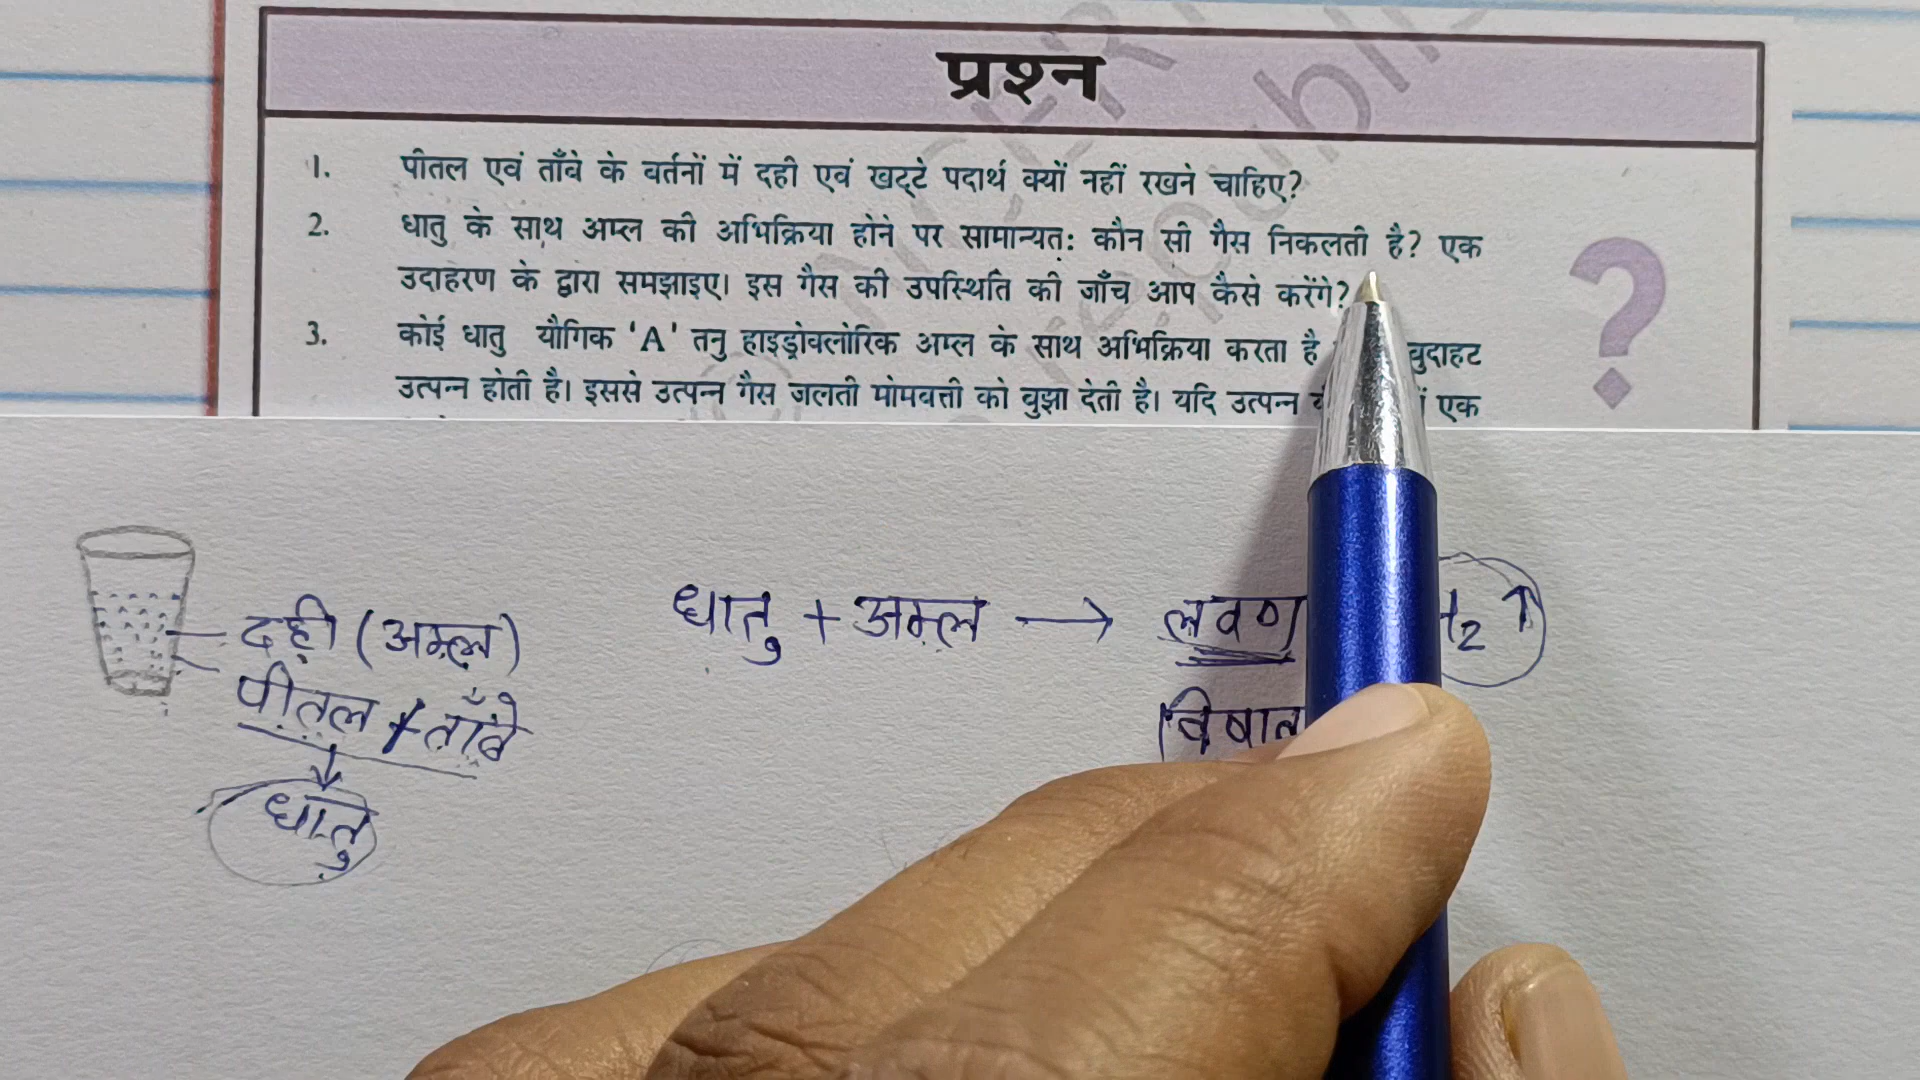 प्रश्न
1. पीतल एवं ताँबे के बर्तनों में दही एवं खट्टे पदार्थ क्यों नहीं रखने चाहिए?
2. धातु के साथ अम्ल की अभिक्रिया होने पर सामान्यत: कौन सी गैस निकलती है? एक
उदाहरण के द्वारा समझाइए। इस गैस की उपस्थिति की जाँच आप कैसे करेंगे?
3. कोई धातु यौगिक 'A' तनु हाइड्रोक्लोरिक अम्ल के साथ अभिक्रिया करता है बुदाहट
उत्पन्न होती है। इससे उत्पन्न गैस जलती मोमबत्ती को बुझा देती है। यदि उत्पन्न एक
धातु + अम्ल → लवण 2 ↑
दही (अम्ल)
पीतल + ताँबे
धातु